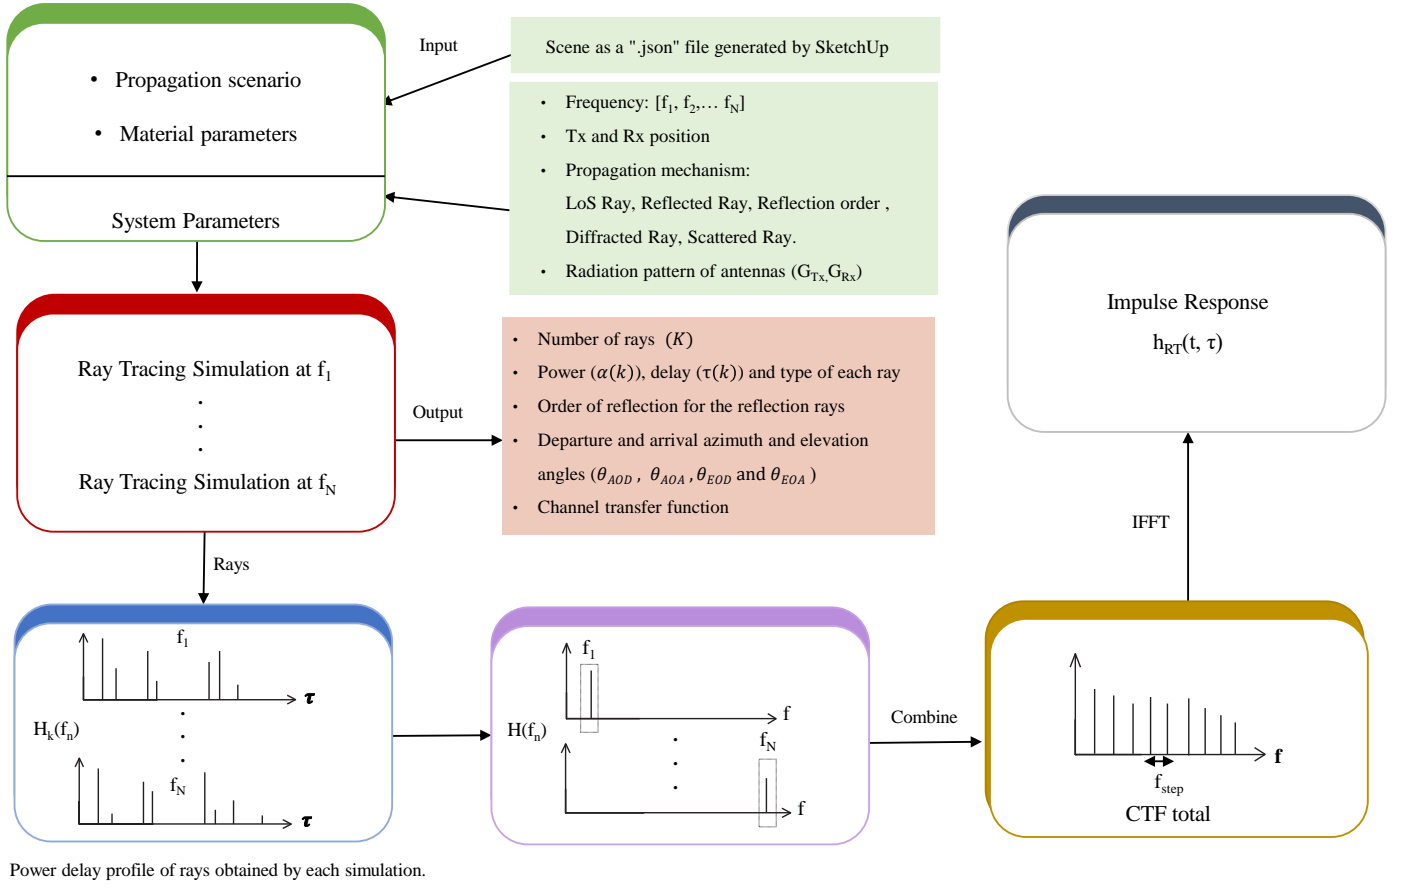 • Propagation scenario
• Material parameters
System Parameters
Input
Scene as a ".json" file generated by SketchUp
• Frequency: [f1, f2,... fN]
• Tx and Rx position
• Propagation mechanism:
LoS Ray, Reflected Ray, Reflection order ,
Diffracted Ray, Scattered Ray.
• Radiation pattern of antennas (GTx,GRx)
Ray Tracing Simulation at f1
Ray Tracing Simulation at fN
Output
• Number of rays (K)
• Power (α(k)), delay (τ(k)) and type of each ray
• Order of reflection for the reflection rays
• Departure and arrival azimuth and elevation
angles (θAOD , θAOA ,θEOD and θEOA )
• Channel transfer function
Rays
f1
τ
Hk(fn)
fN
τ
f1
f
H(fn)
fN
f
Combine
f
fstep
CTF total
IFFT
Impulse Response
hRT(t, τ)
Power delay profile of rays obtained by each simulation.